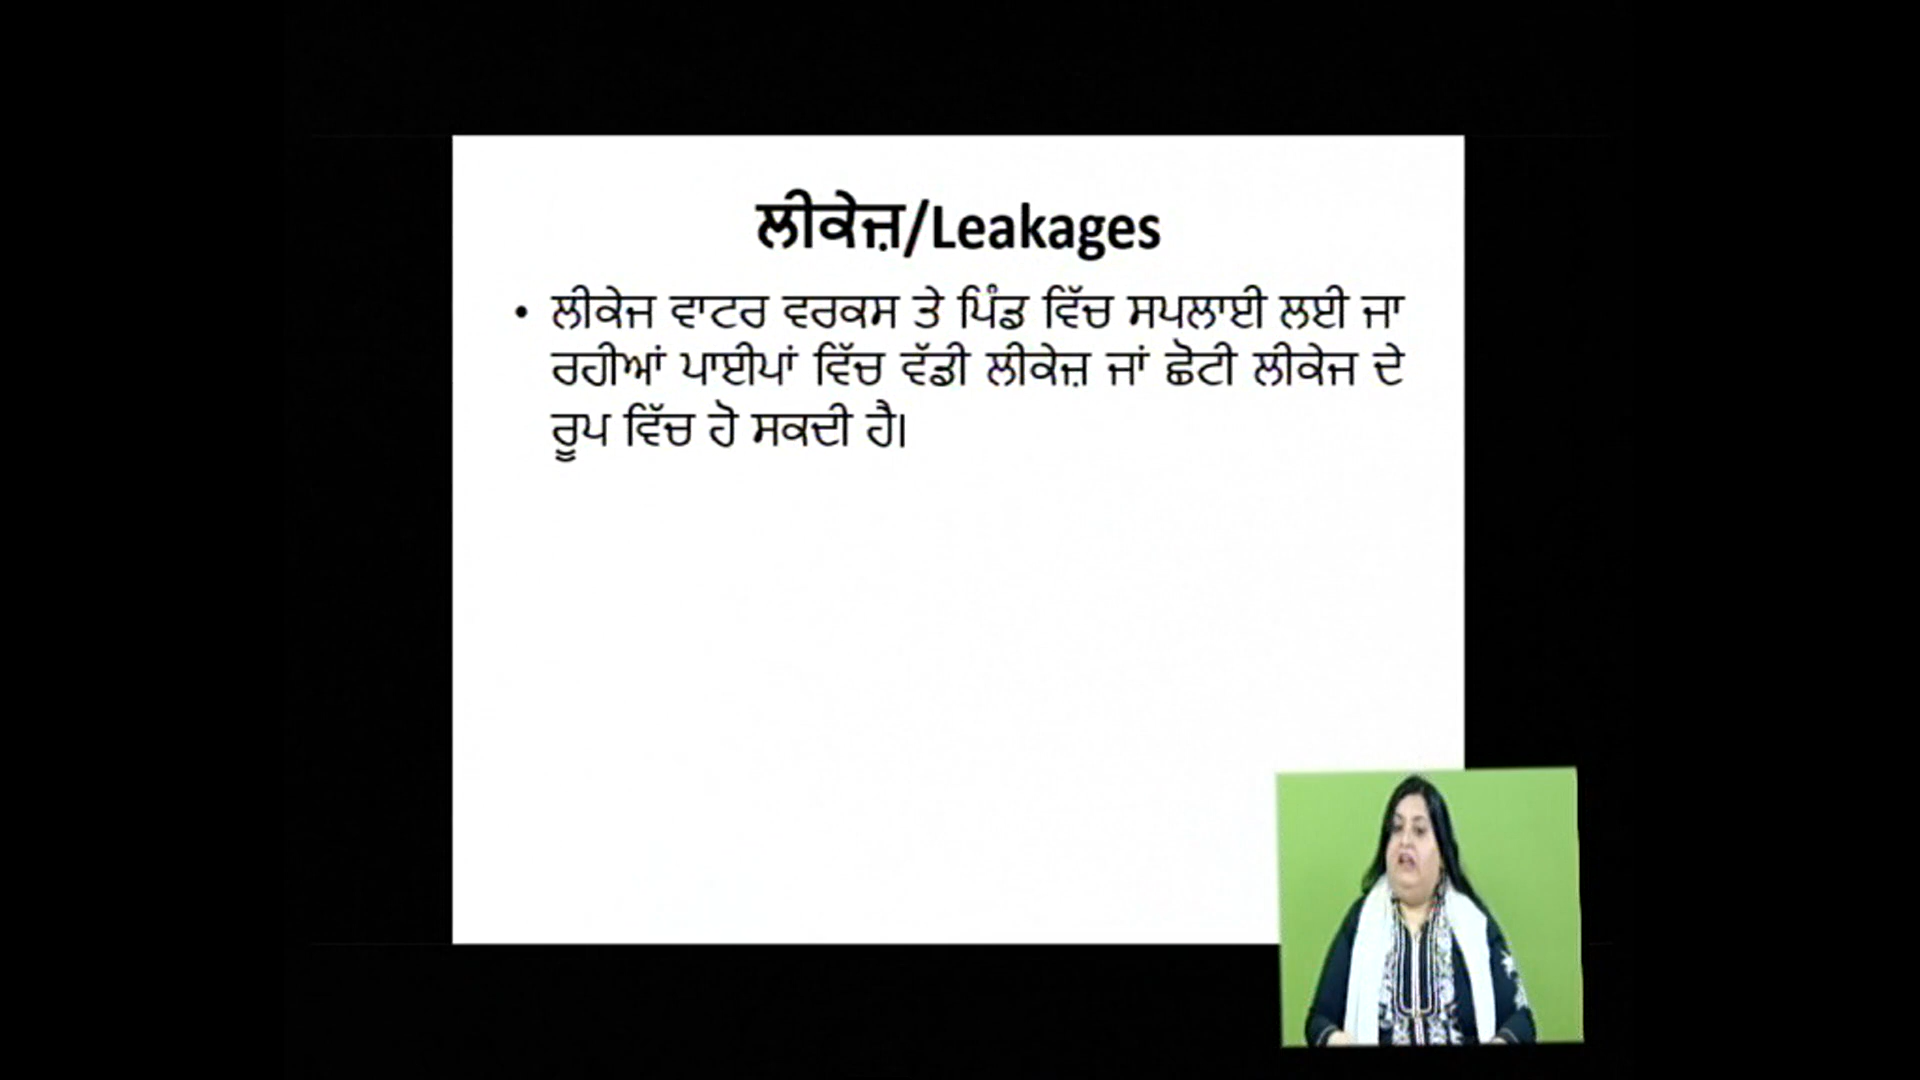 ਲੀਕੇਜ਼/Leakages
• ਲੀਕੇਜ ਵਾਟਰ ਵਰਕਸ ਤੇ ਪਿੰਡ ਵਿੱਚ ਸਪਲਾਈ ਲਈ ਜਾ
ਰਹੀਆਂ ਪਾਈਪਾਂ ਵਿੱਚ ਵੱਡੀ ਲੀਕੇਜ਼ ਜਾਂ ਛੋਟੀ ਲੀਕੇਜ ਦੇ
ਰੂਪ ਵਿੱਚ ਹੋ ਸਕਦੀ ਹੈ।